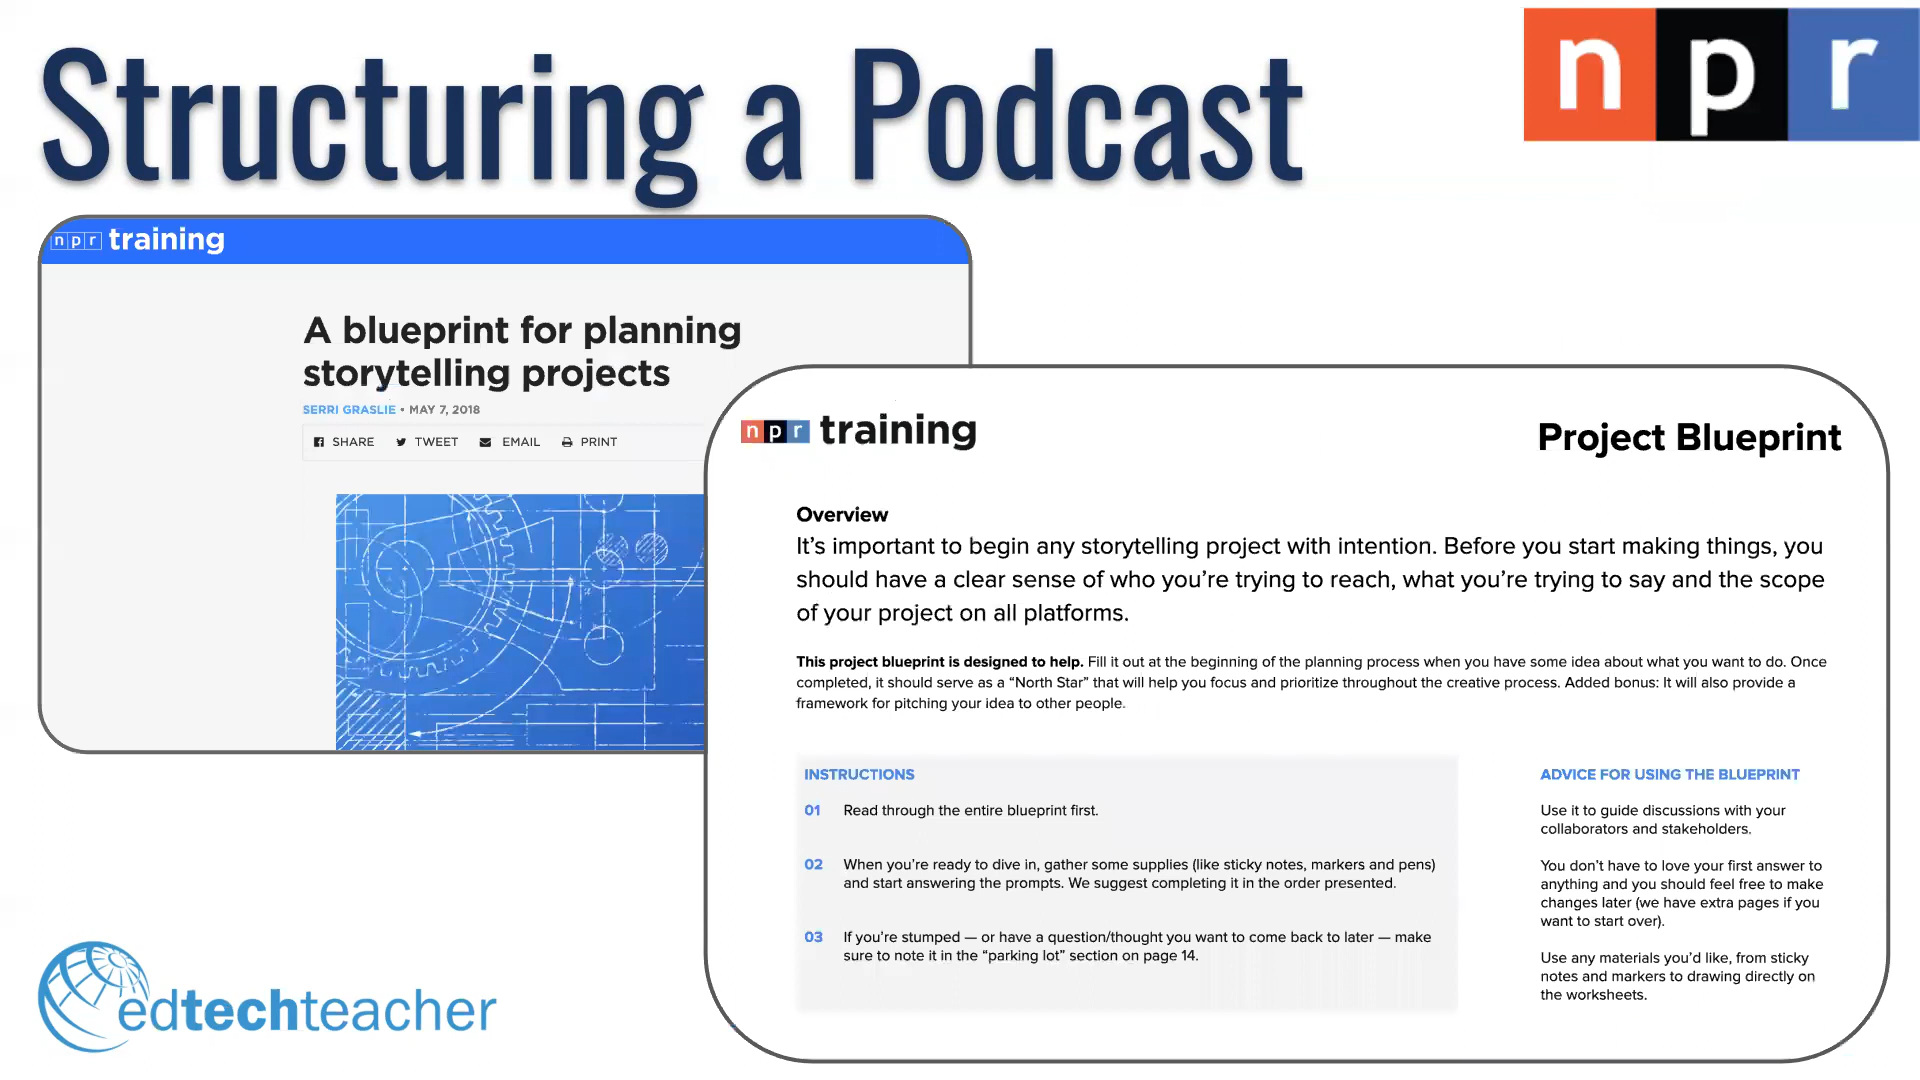 Structuring a Podcast
npr
npr training
A blueprint for planning
storytelling projects
SERRI GRASLIE • MAY 7, 2018
SHARE TWEET EMAIL PRINT
npr training
Project Blueprint
Overview
It’s important to begin any storytelling project with intention. Before you start making things, you
should have a clear sense of who you’re trying to reach, what you’re trying to say and the scope
of your project on all platforms.
This project blueprint is designed to help. Fill it out at the beginning of the planning process when you have some idea about what you want to do. Once
completed, it should serve as a “North Star” that will help you focus and prioritize throughout the creative process. Added bonus: It will also provide a
framework for pitching your idea to other people.
INSTRUCTIONS
01 Read through the entire blueprint first.
02 When you’re ready to dive in, gather some supplies (like sticky notes, markers and pens)
and start answering the prompts. We suggest completing it in the order presented.
03 If you’re stumped — or have a question/thought you want to come back to later — make
sure to note it in the “parking lot” section on page 14.
ADVICE FOR USING THE BLUEPRINT
Use it to guide discussions with your
collaborators and stakeholders.
You don’t have to love your first answer to
anything and you should feel free to make
changes later (we have extra pages if you
want to start over).
Use any materials you’d like, from sticky
notes and markers to drawing directly on
the worksheets.
edtechteacher